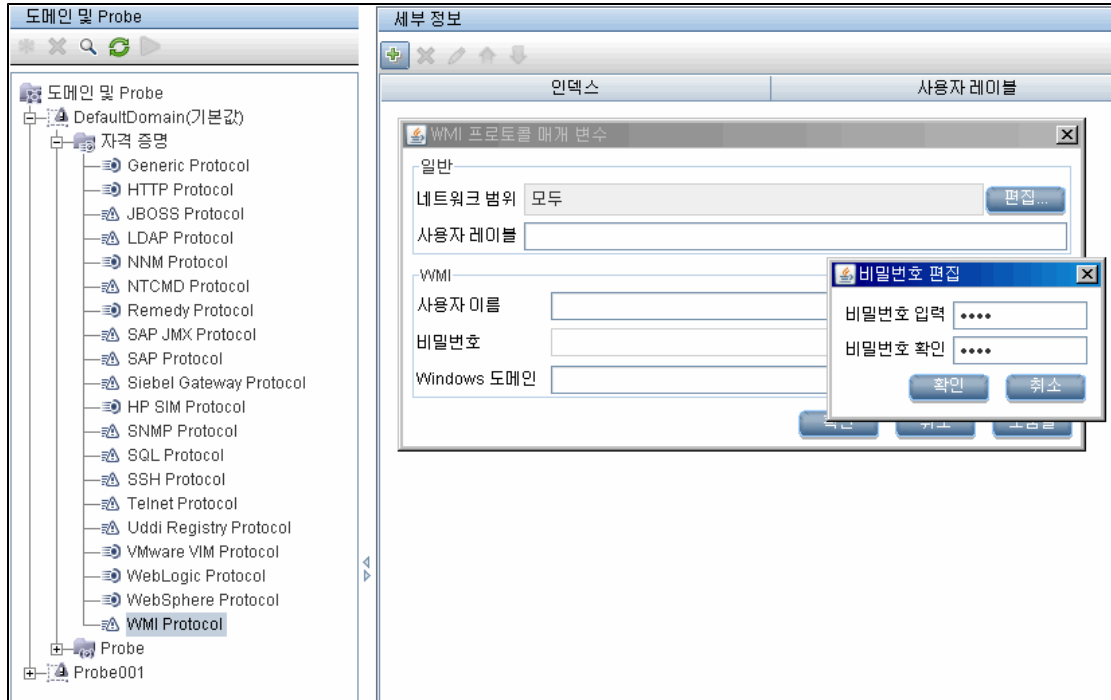 도메인 및 Probe
도메인 및 Probe
DefaultDomain(기본값)
자격 증명
Generic Protocol
HTTP Protocol
JBOSS Protocol
LDAP Protocol
NNM Protocol
NTCMD Protocol
Remedy Protocol
SAP JMX Protocol
SAP Protocol
Siebel Gateway Protocol
HP SIM Protocol
SNMP Protocol
SQL Protocol
SSH Protocol
Telnet Protocol
Uddi Registry Protocol
VMware VIM Protocol
WebLogic Protocol
WebSphere Protocol
WMI Protocol
Probe
Probe001
세부 정보
인덱스 사용자 레이블
WMI 프로토콜 매개 변수
일반
네트워크 범위 모두 편집...
사용자 레이블
WMI
사용자 이름
비밀번호
Windows 도메인
확인 취소 도움말
비밀번호 편집
비밀번호 입력 ••••
비밀번호 확인 ••••
확인 취소